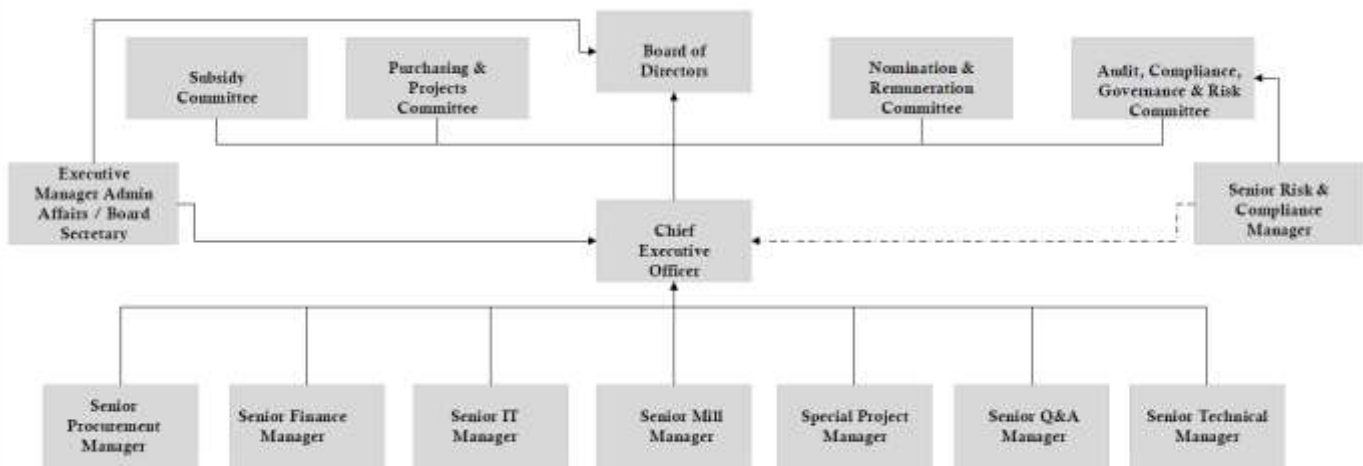 Board of
Directors
Subsidy
Committee
Purchasing &
Projects
Committee
Nomination &
Remuneration
Committee
Audit, Compliance,
Governance & Risk
Committee
Executive
Manager Admin
Affairs / Board
Secretary
Senior Risk &
Compliance
Manager
Chief
Executive
Officer
Senior
Procurement
Manager
Senior Finance
Manager
Senior IT
Manager
Senior Mill
Manager
Special Project
Manager
Senior Q&A
Manager
Senior Technical
Manager